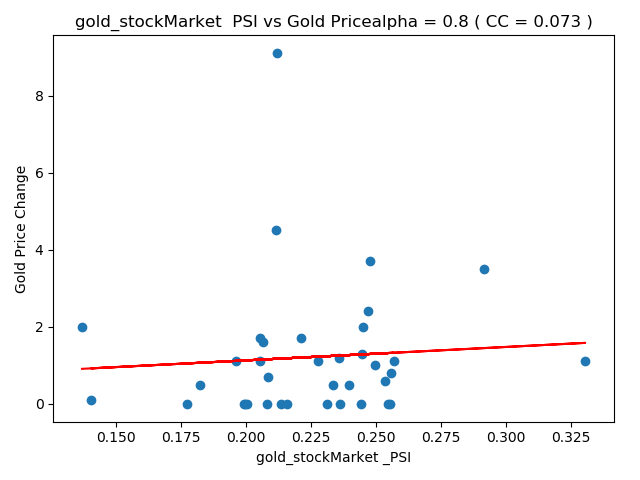 gold_stockMarket  PSI vs Gold Pricealpha = 0.8 ( CC = 0.073 )
Gold Price Change
8
6
4
2
0
0.150 0.175 0.200 0.225 0.250 0.275 0.300 0.325
gold_stockMarket _PSI